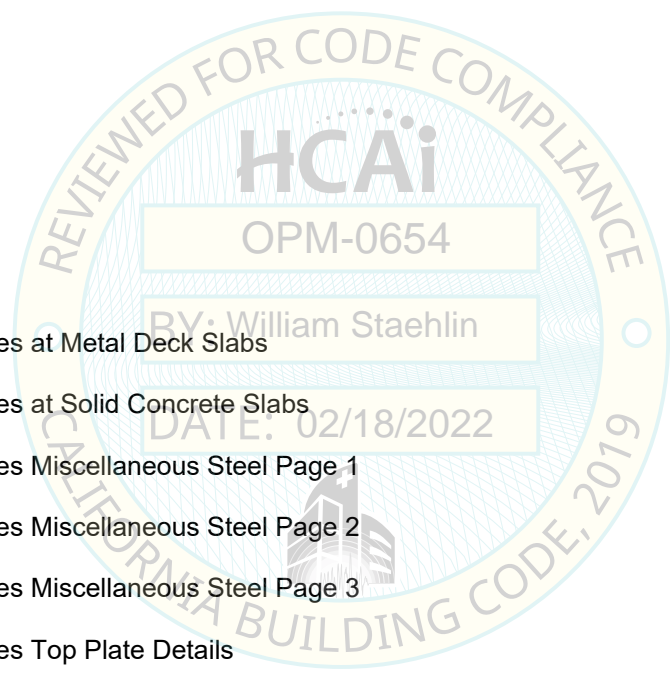 REVIEWED FOR CODE COMPLIANCE
HCAi
OPM-0654
BY: William Staehlin
es at Metal Deck Slabs
es at Solid Concrete Slabs
DATE: 02/18/2022
es Miscellaneous Steel Page 1
es Miscellaneous Steel Page 2
es Miscellaneous Steel Page 3
es Top Plate Details
CALIFORNIA BUILDING CODE, 2019